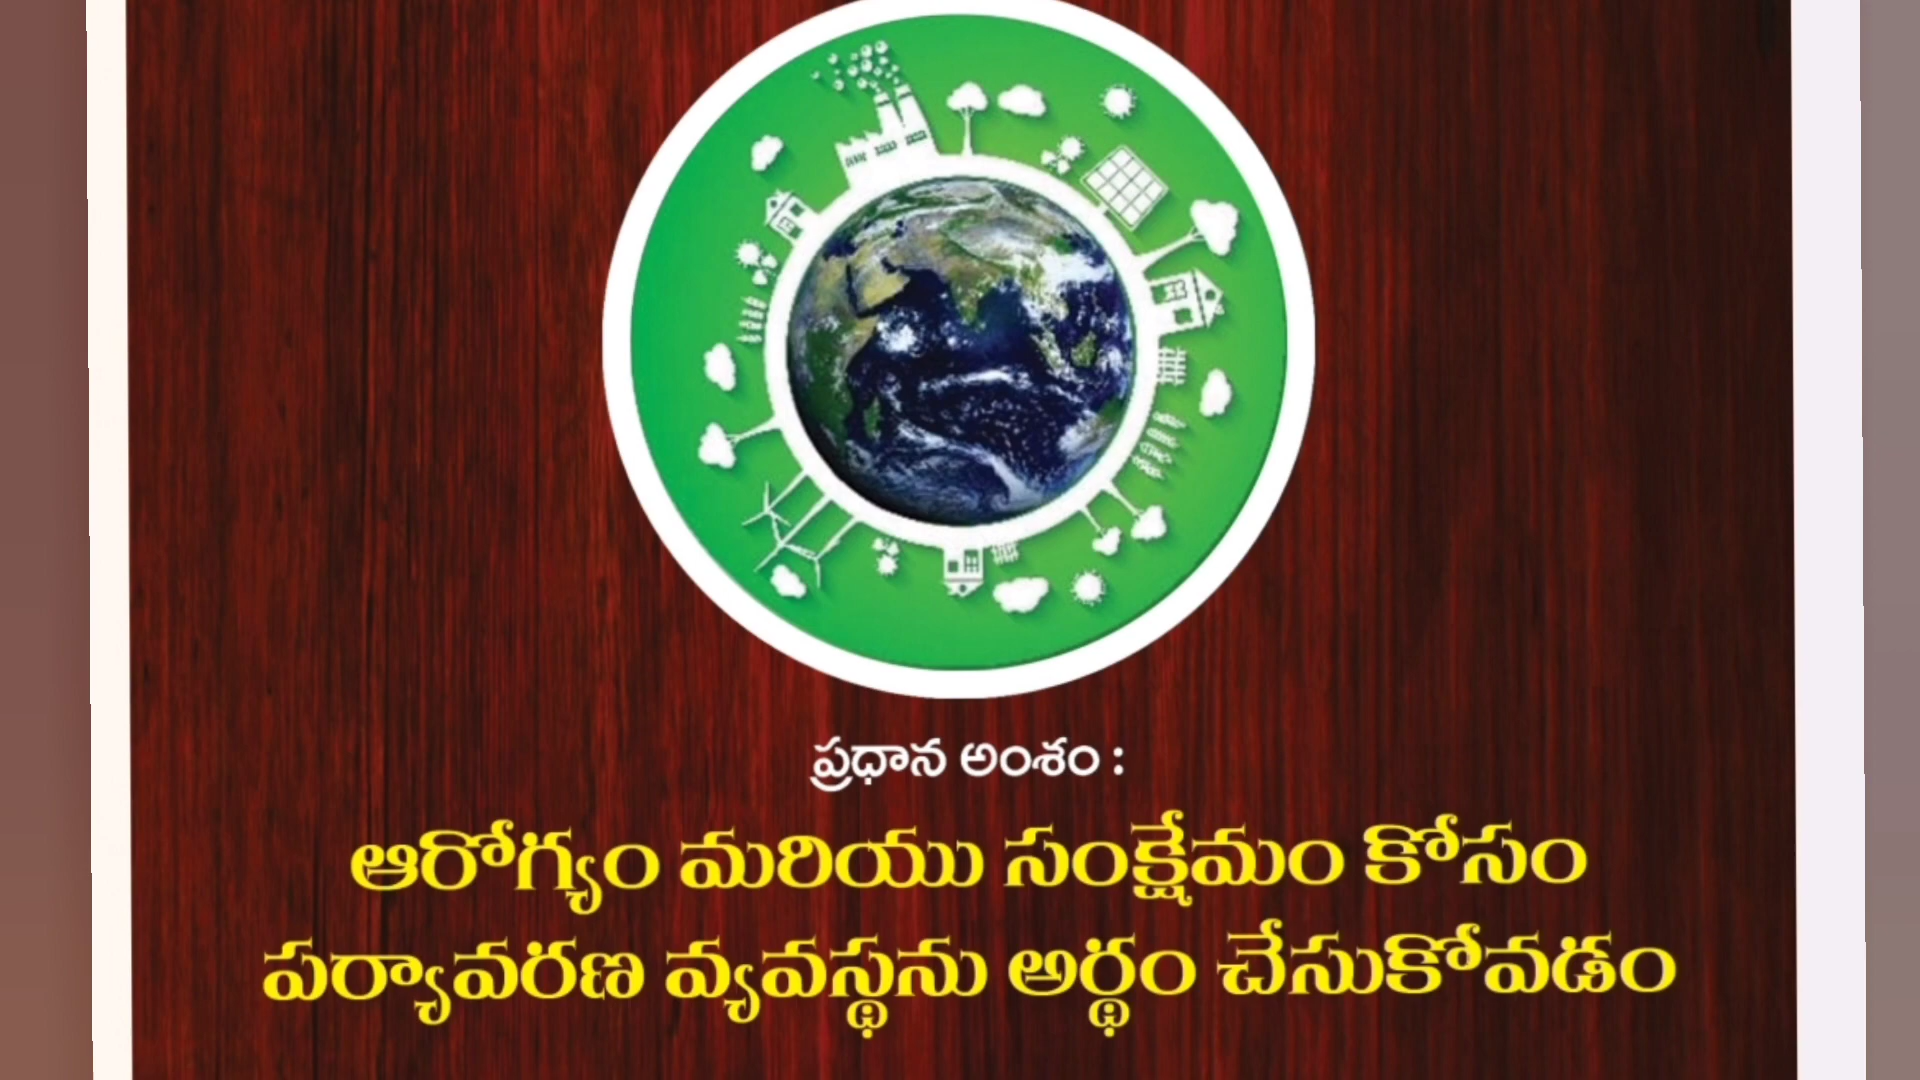 ప్రధాన అంశం :
ఆరోగ్యం మరియు సంక్షేమం కోసం
పర్యావరణ వ్యవస్థను అర్థం చేసుకోవడం